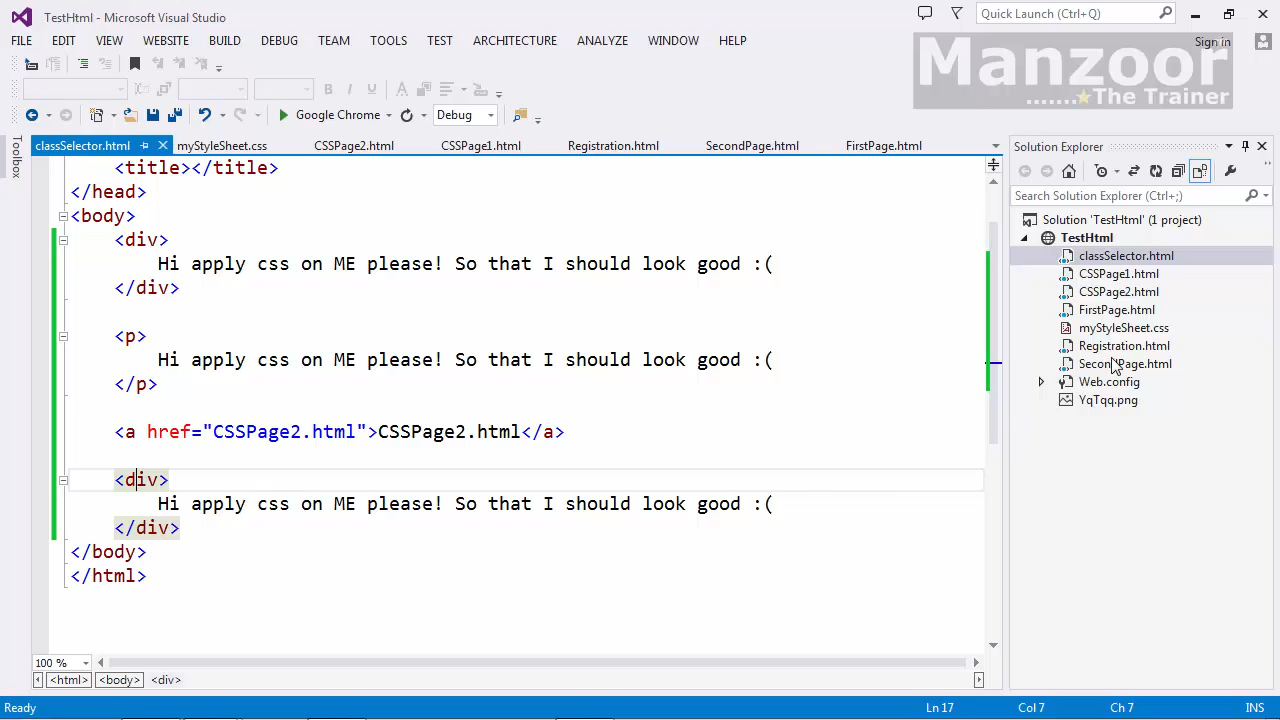 TestHtml - Microsoft Visual Studio
Quick Launch (Ctrl+Q)
FILE EDIT VIEW WEBSITE BUILD DEBUG TEAM TOOLS TEST ARCHITECTURE ANALYZE WINDOW HELP
Sign in
Manzoor
.......The Trainer
B I U A
Google Chrome
Debug
Toolbox
classSelector.html
myStyleSheet.css
CSSPage2.html
CSSPage1.html
Registration.html
SecondPage.html
FirstPage.html
<title></title>
</head>
<body>
<div>
Hi apply css on ME please! So that I should look good :(
</div>
<p>
Hi apply css on ME please! So that I should look good :(
</p>
<a href="CSSPage2.html">CSSPage2.html</a>
<div>
Hi apply css on ME please! So that I should look good :(
</div>
</body>
</html>
100 %
<html> <body> <div>
Solution Explorer
Search Solution Explorer (Ctrl+;)
Solution 'TestHtml' (1 project)
TestHtml
classSelector.html
CSSPage1.html
CSSPage2.html
FirstPage.html
myStyleSheet.css
Registration.html
SecondPage.html
Web.config
YqTqq.png
Ready
Ln 17
Col 7
Ch 7
INS